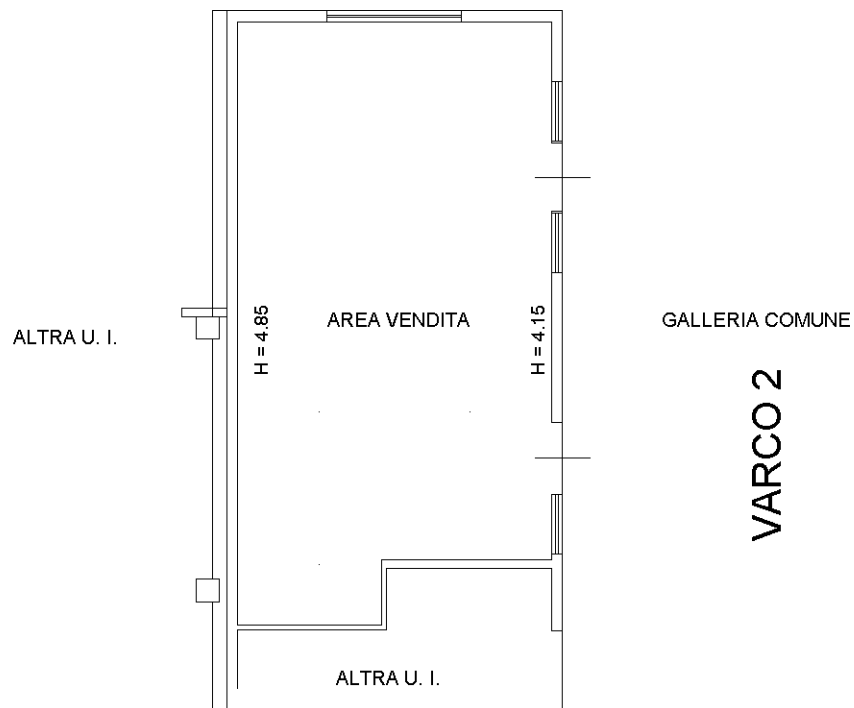 ALTRA U. I.
H = 4.85
AREA VENDITA
H = 4.15
GALLERIA COMUNE
VARCO 2
ALTRA U. I.